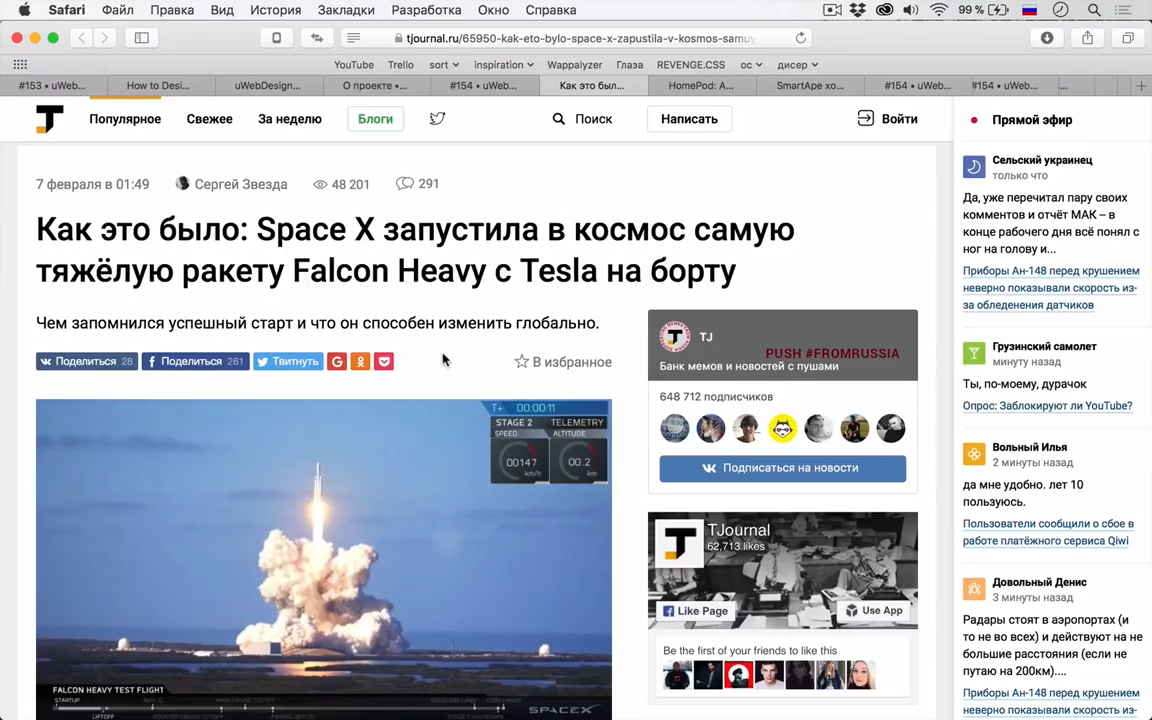 Safari Файл Правка Вид История Закладки Разработка Окно Справка 99 %
tjournal.ru/65950-kak-eto-bylo-space-x-zapustila-v-kosmos-samuy
YouTube Trello sort inspiration Wappalyzer Глаза REVENGE.CSS ос дисер
#153 • uWeb... How to Desi... uWebDesign... О проекте •... #154 • uWeb... Как это был... HomePod: A... SmartApe хо... #154 • uWeb... #154 • uWeb... ...
Популярное Свежее За неделю Блоги Поиск Написать Войти
7 февраля в 01:49 Сергей Звезда 48 201 291
Как это было: Space X запустила в космос самую
тяжёлую ракету Falcon Heavy с Tesla на борту
Чем запомнился успешный старт и что он способен изменить глобально.
Поделиться 28 Поделиться 261 Твитнуть В избранное
T+ 00:00:11
STAGE 2 TELEMETRY
SPEED ALTITUDE
00147 00.2
km/h km
FALCON HEAVY TEST FLIGHT
STARTUP MAX-Q
LIFTOFF
SPACEX
TJ
PUSH #FROMRUSSIA
Банк мемов и новостей с пушами
648 712 подписчиков
Подписаться на новости
TJournal
62,713 likes
Like Page Use App
Be the first of your friends to like this
Прямой эфир
Сельский украинец
только что
Да, уже перечитал пару своих
комментов и отчёт МАК – в
конце рабочего дня всё понял с
ног на голову и...
Приборы Ан-148 перед крушением
неверно показывали скорость из-
за обледенения датчиков
Грузинский самолет
минуту назад
Ты, по-моему, дурачок
Опрос: Заблокируют ли YouTube?
Вольный Илья
2 минуты назад
да мне удобно. лет 10
пользуюсь.
Пользователи сообщили о сбое в
работе платёжного сервиса Qiwi
Довольный Денис
3 минуты назад
Радары стоят в аэропортах (и
то не во всех) и действуют на не
большие расстояния (если не
путаю на 200км)....
Приборы Ан-148 перед крушением
неверно показывали скорость из-